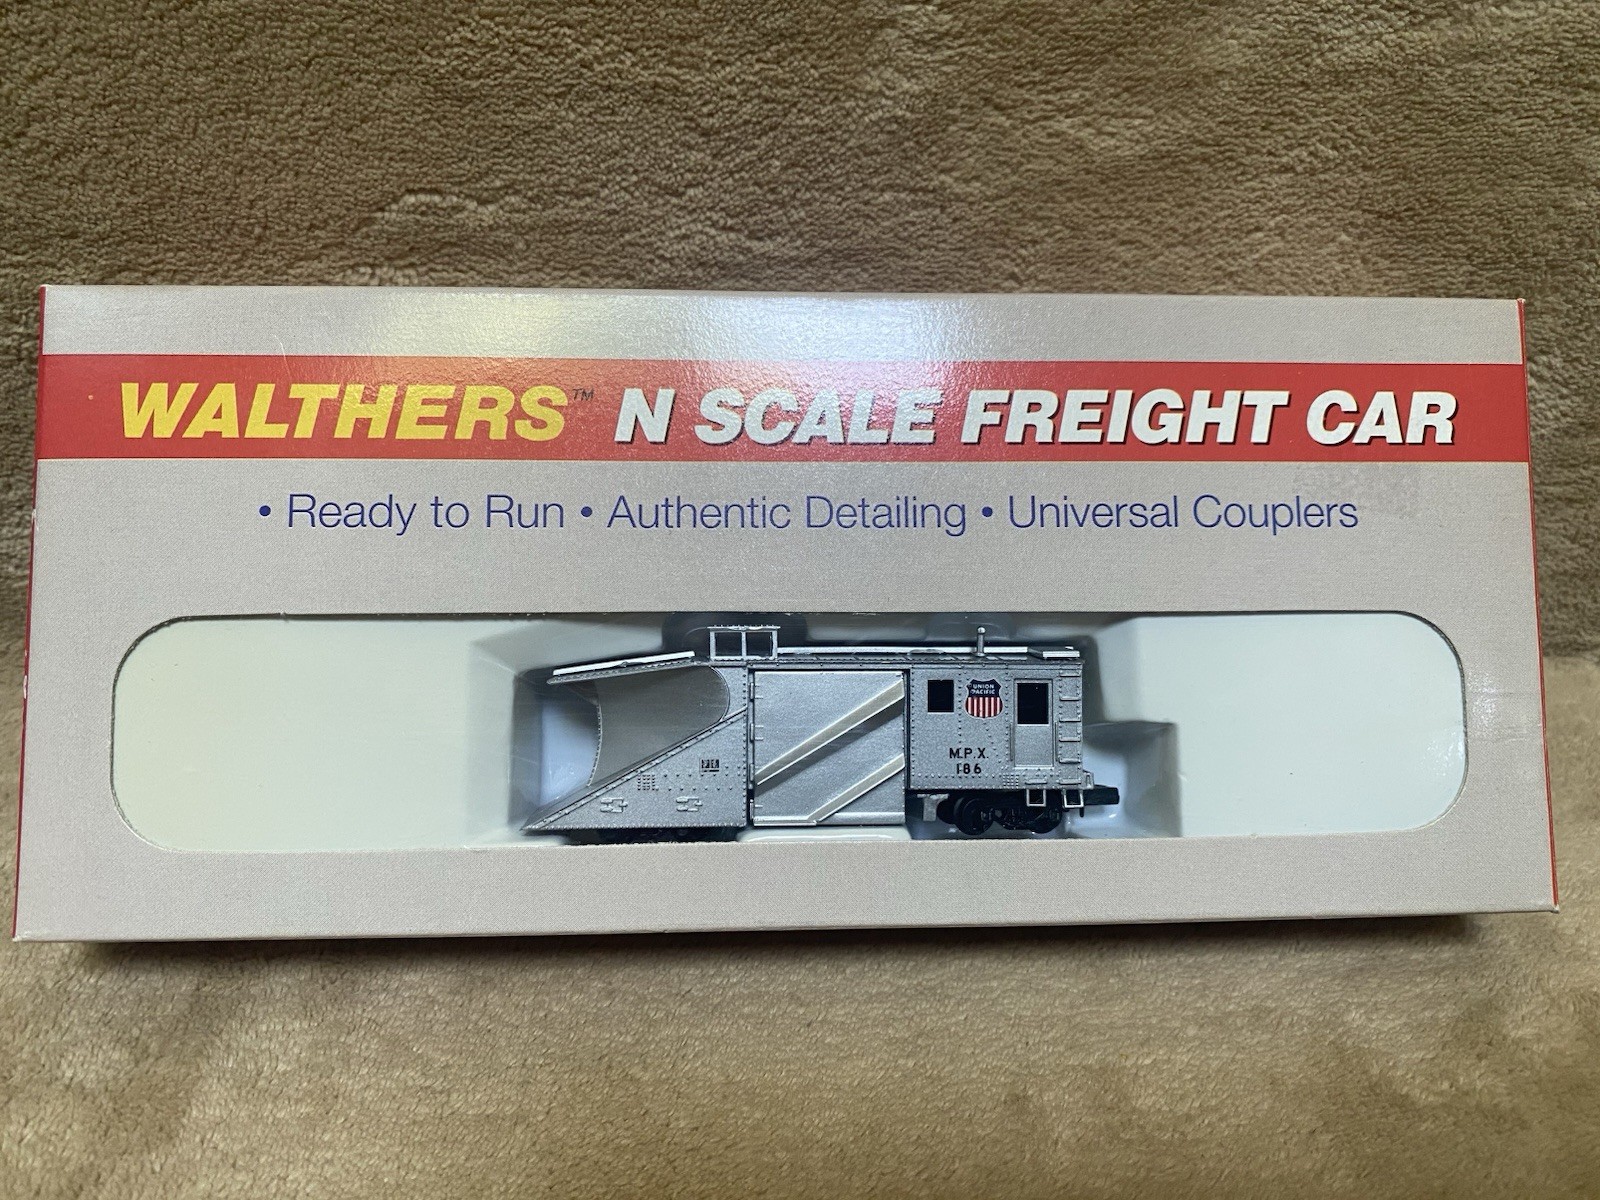 WALTHERS™ N SCALE FREIGHT CAR
• Ready to Run • Authentic Detailing • Universal Couplers
UNION
PACIFIC
M.P.X.
186